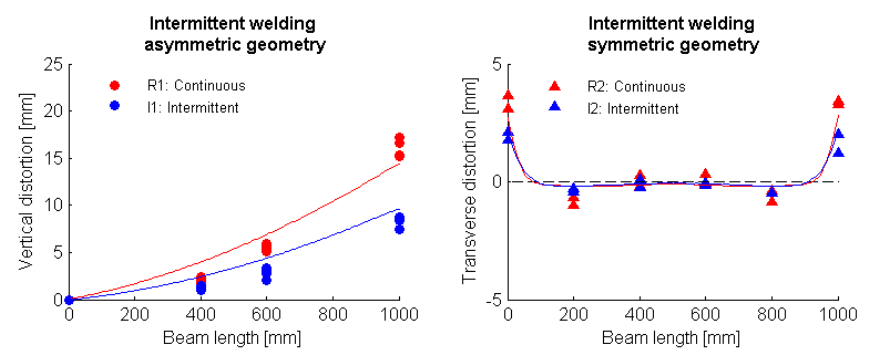 Intermittent welding
asymmetric geometry
25
20
15
10
5
0
Vertical distortion [mm]
R1: Continuous
I1: Intermittent
0 200 400 600 800 1000
Beam length [mm]
Intermittent welding
symmetric geometry
5
0
-5
Transverse distortion [mm]
R2: Continuous
I2: Intermittent
0 200 400 600 800 1000
Beam length [mm]